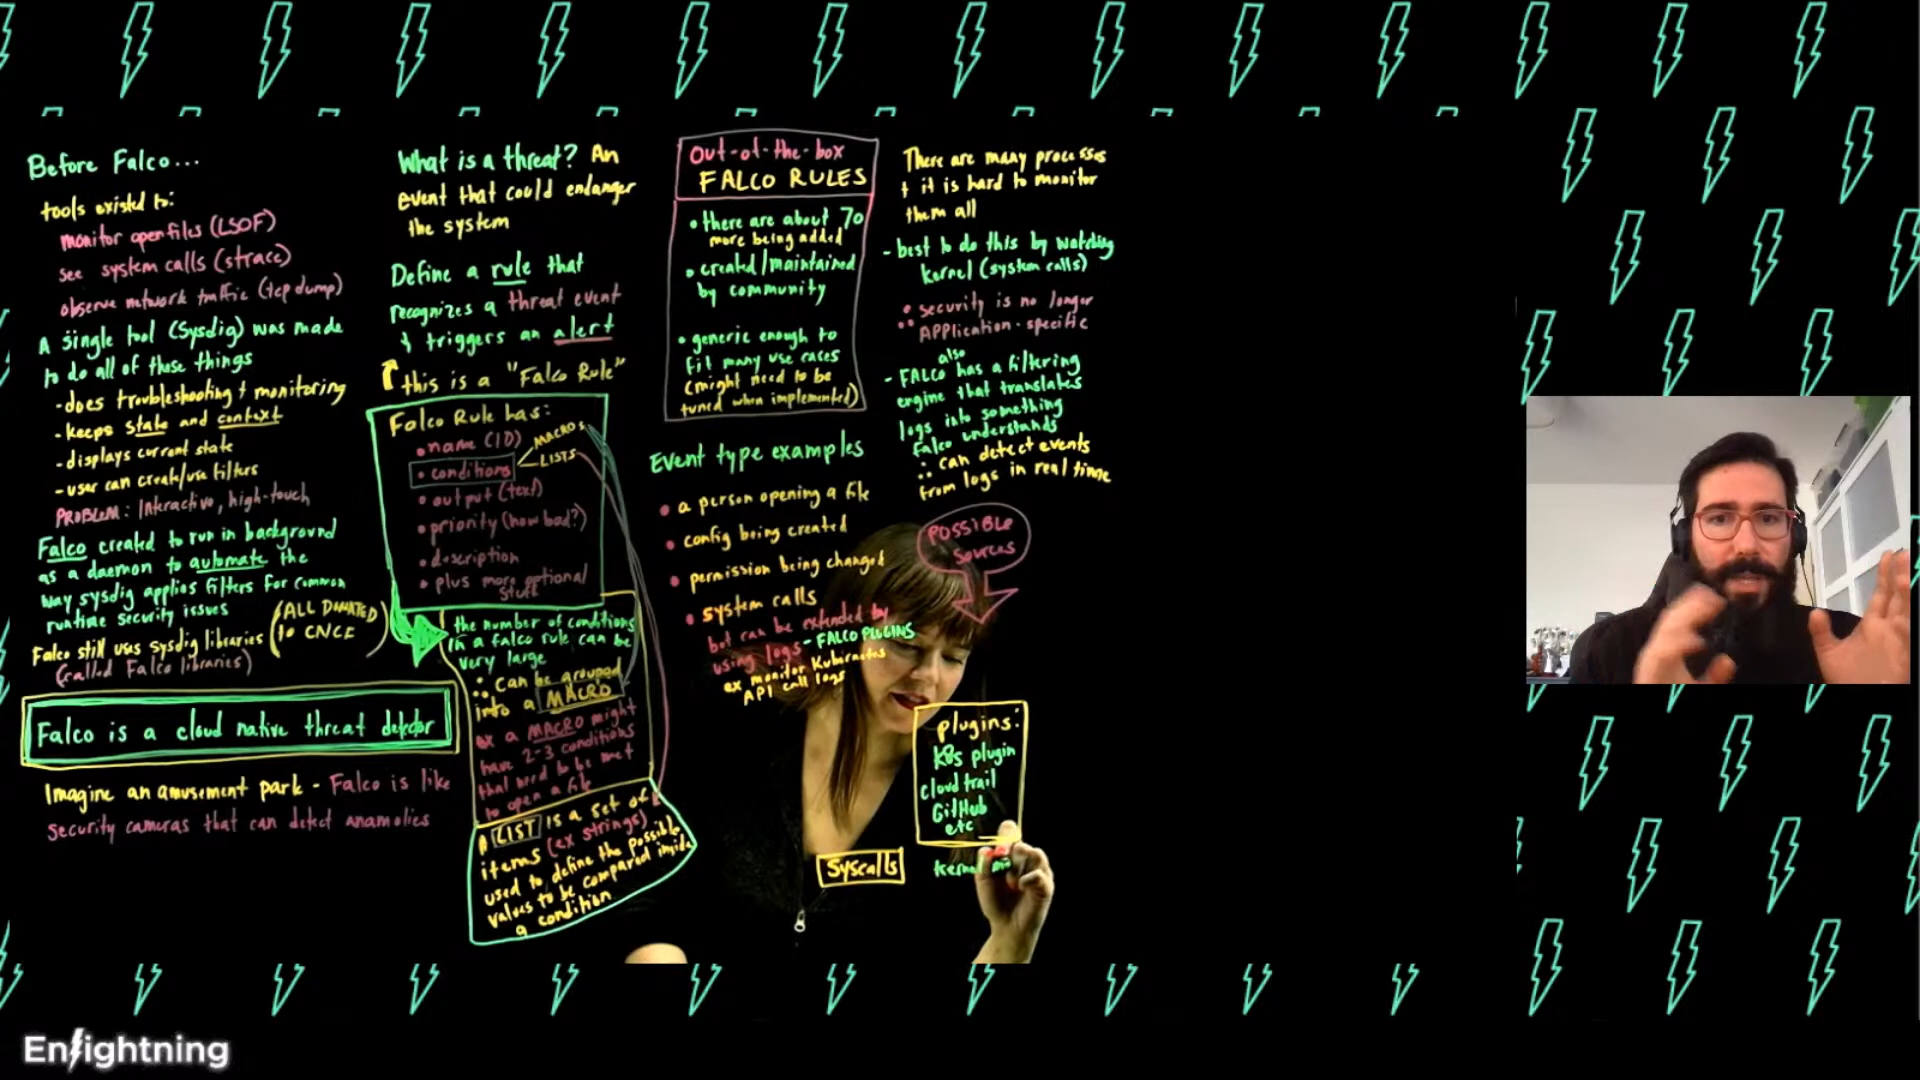 Before Falco...
tools existed to:
monitor open files (LSOF)
see system calls (strace)
observe network traffic (tcpdump)
A single tool (Sysdig) was made
to do all of these things
- does troubleshooting + monitoring
- keeps state and context
- displays current state
- user can create/use filters
PROBLEM: Interactive, high-touch
Falco created to run in background
as a daemon to automate the
way sysdig applies filters for common
runtime security issues
(ALL DONATED
to CNCF)
Falco still uses sysdig libraries
(called Falco libraries)
Falco is a cloud native threat detector
Imagine an amusement park - Falco is like
security cameras that can detect anamolies
What is a threat? An
event that could endanger
the system
Define a rule that
recognizes a threat event
+ triggers an alert
this is a "Falco Rule"
Falco Rule has:
• name (ID)
• conditions
MACROS
LISTS
• output (text)
• priority (how bad?)
• description
• plus more optional
stuff
the number of conditions
in a falco rule can be
very large
∴ can be grouped
into a MACRO
ex a MACRO might
have 2-3 conditions
that need to be met
to open a file
A LIST is a set of
items (ex strings)
used to define the possible
values to be compared inside
a condition
Out-of-the-box
FALCO RULES
• there are about 70
more being added
• created/maintained
by community
• generic enough to
fit many use cases
(might need to be
tuned when implemented)
Event type examples
• a person opening a file
• config being created
• permission being changed
• system calls
but can be extended by
using logs - FALCO PLUGINS
ex monitor Kubernetes
API call logs
There are many processes
+ it is hard to monitor
them all
- best to do this by watching
kernel (system calls)
• security is no longer
APPlication-specific
also
- FALCO has a filtering
engine that translates
logs into something
Falco understands
∴ can detect events
from logs in real time
POSSIBLE
SOURCES
plugins:
k8s plugin
cloudtrail
GitHub
etc
Syscalls
kernel
Enlightning